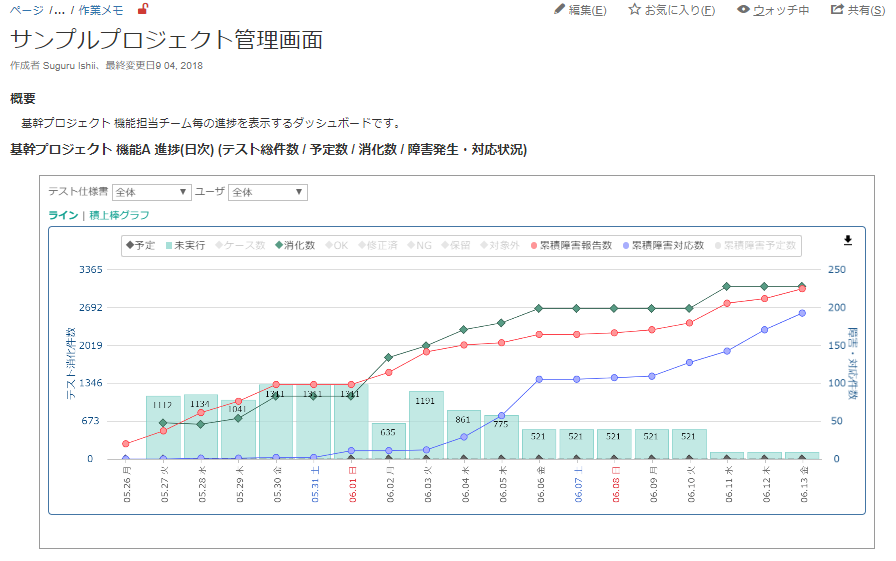 ページ /... / 作業メモ
編集(E) お気に入り(F) ウォッチ中 共有(S)
サンプルプロジェクト管理画面
作成者 Suguru Ishii、最終変更日9 04, 2018
概要
基幹プロジェクト 機能担当チーム毎の進捗を表示するダッシュボードです。
基幹プロジェクト 機能A 進捗(日次) (テスト総件数 / 予定数 / 消化数 / 障害発生・対応状況)
テスト仕様書 全体 ▼ ユーザ 全体 ▼
ライン | 積上棒グラフ
予定 未実行 ケース数 消化数 OK 修正済 NG 保留 対象外 累積障害報告数 累積障害対応数 累積障害予定数
テスト消化件数
3365
2692
2019
1346
673
0
1112
1134
1041
1311
1311
1311
635
1191
861
775
521
521
521
521
521
250
200
150
100
50
0
障害・対応件数
05.26 月
05.27 火
05.28 水
05.29 木
05.30 金
05.31 土
06.01 日
06.02 月
06.03 火
06.04 水
06.05 木
06.06 金
06.07 土
06.08 日
06.09 月
06.10 火
06.11 水
06.12 木
06.13 金